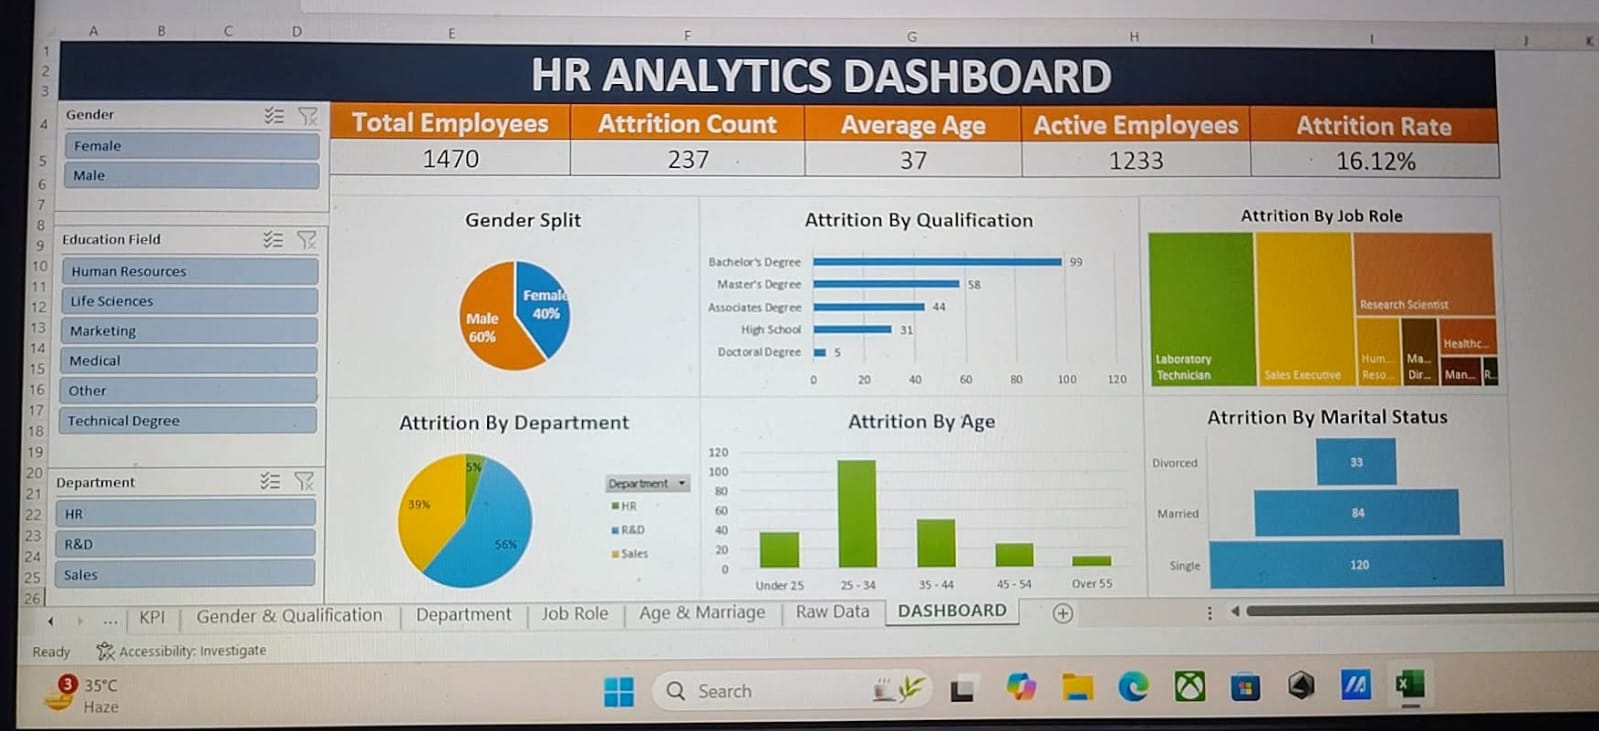 A B C D E F G H I J K
1
2
3
4
5
6
7
8
9
10
11
12
13
14
15
16
17
18
19
20
21
22
23
24
25
26
HR ANALYTICS DASHBOARD
Gender
Female
Male
Total Employees Attrition Count Average Age Active Employees Attrition Rate
1470 237 37 1233 16.12%
Education Field
Human Resources
Life Sciences
Marketing
Medical
Other
Technical Degree
Department
HR
R&D
Sales
Gender Split
Female
40%
Male
60%
Attrition By Qualification
Bachelor's Degree 99
Master's Degree 58
Associates Degree 44
High School 31
Doctoral Degree 5
0 20 40 60 80 100 120
Attrition By Job Role
Laboratory
Technician
Sales Executive
Research Scientist
Hum...
Reso...
Ma...
Dir...
Healthc...
Man...
R...
Attrition By Department
5%
39%
56%
Department
HR
R&D
Sales
Attrition By Age
120
100
80
60
40
20
0
Under 25 25 - 34 35 - 44 45 - 54 Over 55
Atrrition By Marital Status
Divorced 33
Married 84
Single 120
... KPI Gender & Qualification Department Job Role Age & Marriage Raw Data DASHBOARD
Ready Accessibility: Investigate
3 35°C
Haze
Search